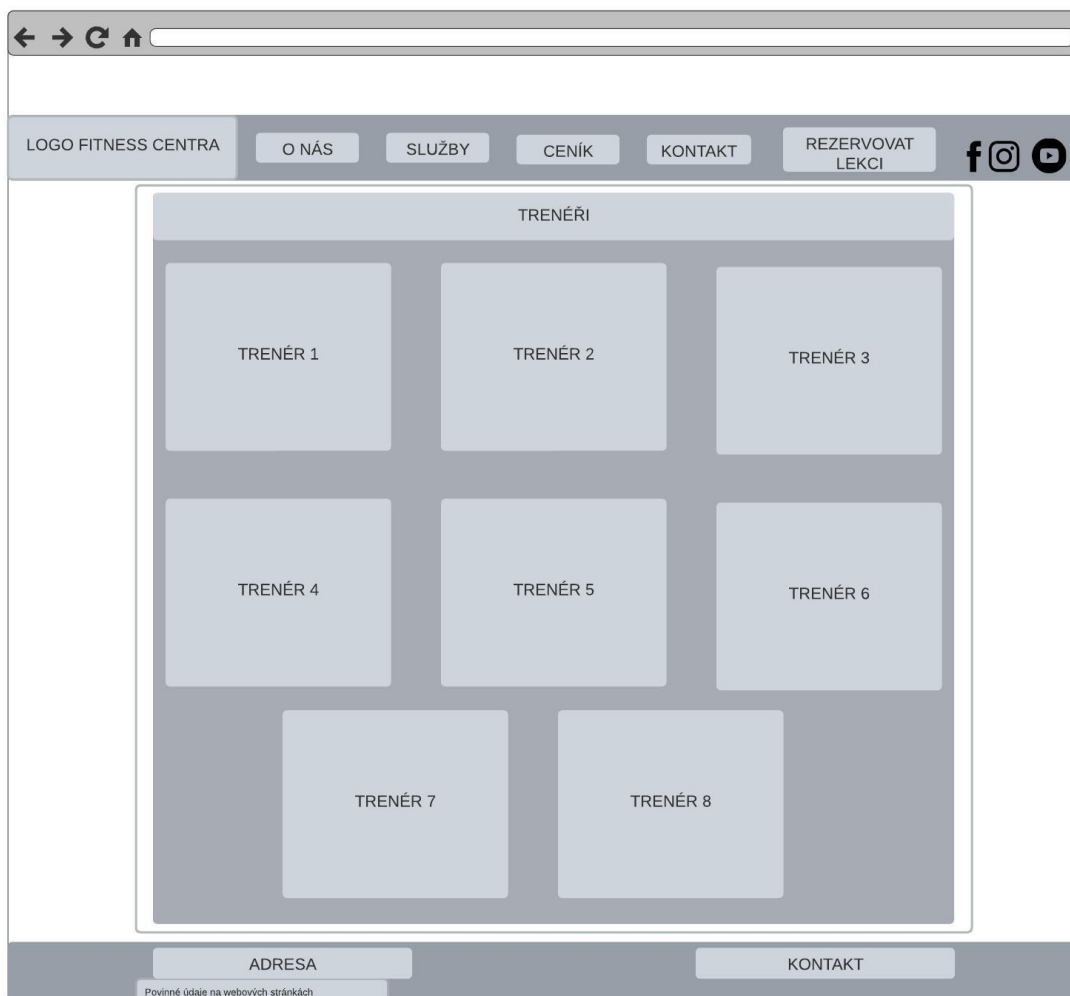 LOGO FITNESS CENTRA
O NÁS
SLUŽBY
CENÍK
KONTAKT
REZERVOVAT
LEKCI
TRENÉŘI
TRENÉR 1
TRENÉR 2
TRENÉR 3
TRENÉR 4
TRENÉR 5
TRENÉR 6
TRENÉR 7
TRENÉR 8
ADRESA
KONTAKT
Povinné údaje na webových stránkách